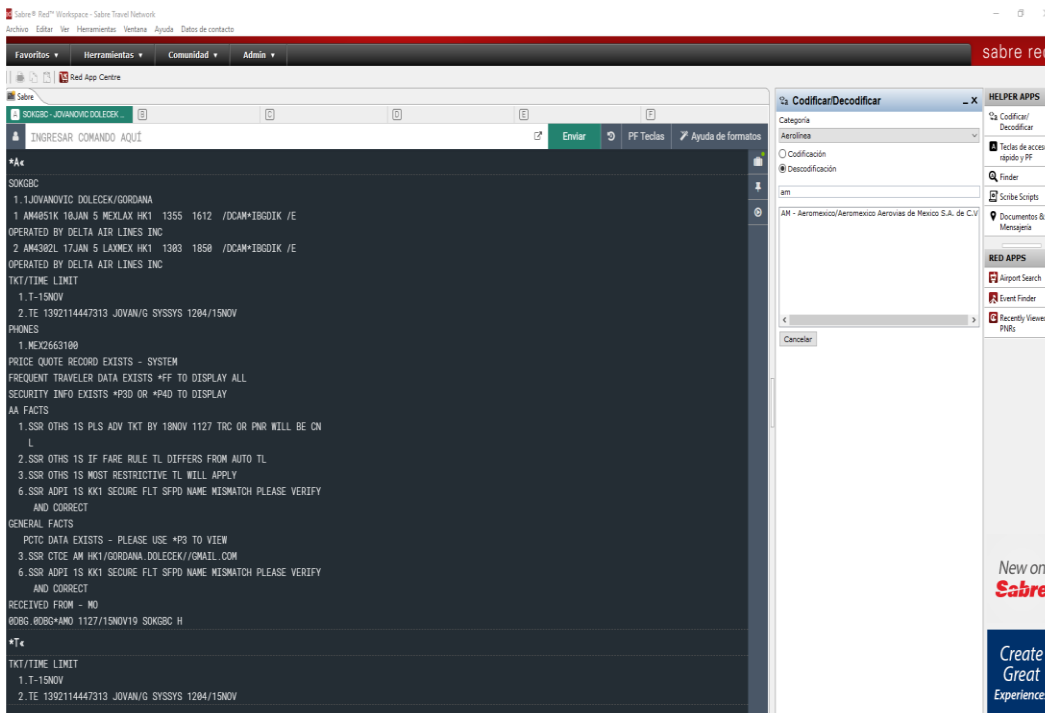 Sabre® Red™ Workspace - Sabre Travel Network
Archivo Editar Ver Herramientas Ventana Ayuda Datos de contacto
Favoritos Herramientas Comunidad Admin
sabre red
Red App Centre
Sabre
A SOKGBC - JOVANOVIC DOLECEK ... B C D E F
INGRESAR COMANDO AQUÍ Enviar PF Teclas Ayuda de formatos
*A«
SOKGBC
1.1JOVANOVIC DOLECEK/GORDANA
1 AM4051K 10JAN 5 MEXLAX HK1 1355 1612 /DCAM*IBGDIK /E
OPERATED BY DELTA AIR LINES INC
2 AM4302L 17JAN 5 LAXMEX HK1 1303 1850 /DCAM*IBGDIK /E
OPERATED BY DELTA AIR LINES INC
TKT/TIME LIMIT
1.T-15NOV
2.TE 1392114447313 JOVAN/G SYSSYS 1204/15NOV
PHONES
1.MEX2663100
PRICE QUOTE RECORD EXISTS - SYSTEM
FREQUENT TRAVELER DATA EXISTS *FF TO DISPLAY ALL
SECURITY INFO EXISTS *P3D OR *P4D TO DISPLAY
AA FACTS
1.SSR OTHS 1S PLS ADV TKT BY 18NOV 1127 TRC OR PNR WILL BE CN
L
2.SSR OTHS 1S IF FARE RULE TL DIFFERS FROM AUTO TL
3.SSR OTHS 1S MOST RESTRICTIVE TL WILL APPLY
6.SSR ADPI 1S KK1 SECURE FLT SFPD NAME MISMATCH PLEASE VERIFY
AND CORRECT
GENERAL FACTS
PCTC DATA EXISTS - PLEASE USE *P3 TO VIEW
3.SSR CTCE AM HK1/GORDANA.DOLECEK//GMAIL.COM
6.SSR ADPI 1S KK1 SECURE FLT SFPD NAME MISMATCH PLEASE VERIFY
AND CORRECT
RECEIVED FROM - MO
0DBG.0DBG*AMO 1127/15NOV19 SOKGBC H
*T«
TKT/TIME LIMIT
1.T-15NOV
2.TE 1392114447313 JOVAN/G SYSSYS 1204/15NOV
Codificar/Decodificar
Categoría
Aerolínea
Codificación
Descodificación
am
AM - Aeromexico/Aeromexico Aerovias de Mexico S.A. de C.V
Cancelar
HELPER APPS
Codificar/
Decodificar
Teclas de acces
rápido y PF
Finder
Scribe Scripts
Documentos &
Mensajería
RED APPS
Airport Search
Event Finder
Recently Viewe
PNRs
New on
Sabre
Create
Great
Experience